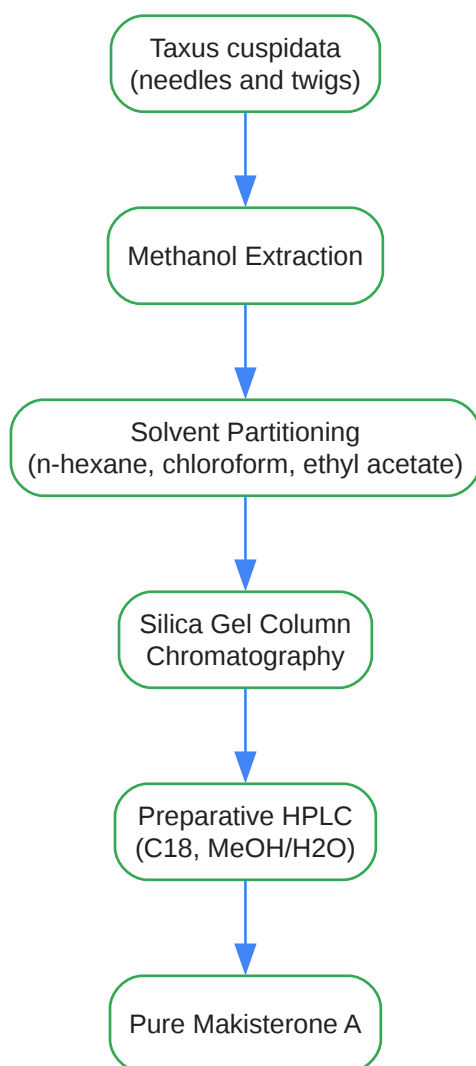 Taxus cuspidata
(needles and twigs)
Methanol Extraction
Solvent Partitioning
(n-hexane, chloroform, ethyl acetate)
Silica Gel Column
Chromatography
Preparative HPLC
(C18, MeOH/H2O)
Pure Makisterone A